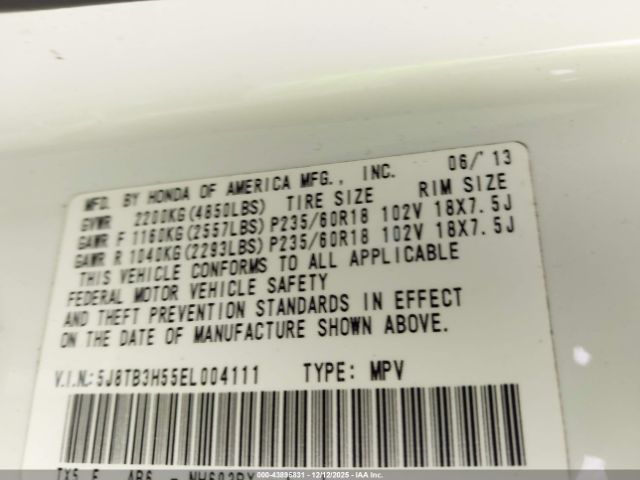 MFD. BY HONDA OF AMERICA MFG., INC. 06/'13
GVWR 2200KG(4850LBS) TIRE SIZE RIM SIZE
GAWR F 1160KG(2557LBS)P235/60R18 102V 18X7.5J
GAWR R 1040KG(2293LBS)P235/60R18 102V 18X7.5J
THIS VEHICLE CONFORMS TO ALL APPLICABLE
FEDERAL MOTOR VEHICLE SAFETY
AND THEFT PREVENTION STANDARDS IN EFFECT
ON THE DATE OF MANUFACTURE SHOWN ABOVE.
V.I.N.: 5J8TB3H55EL004111 TYPE: MPV
© IAA 000-43895831 - 12/12/2025 - IAAI.com